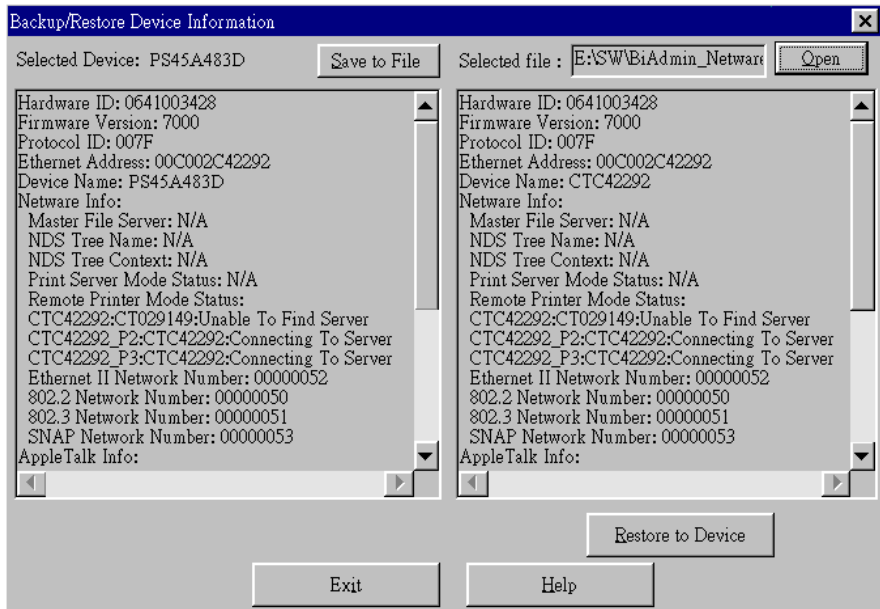 Backup/Restore Device Information
Selected Device: PS45A483D
Save to File
Selected file :
E:\SW\BiAdmin_Netware
Open
Hardware ID: 0641003428
Firmware Version: 7000
Protocol ID: 007F
Ethernet Address: 00C002C42292
Device Name: PS45A483D
Netware Info:
Master File Server: N/A
NDS Tree Name: N/A
NDS Tree Context: N/A
Print Server Mode Status: N/A
Remote Printer Mode Status:
CTC42292:CT029149:Unable To Find Server
CTC42292_P2:CTC42292:Connecting To Server
CTC42292_P3:CTC42292:Connecting To Server
Ethernet II Network Number: 00000052
802.2 Network Number: 00000050
802.3 Network Number: 00000051
SNAP Network Number: 00000053
AppleTalk Info:
Hardware ID: 0641003428
Firmware Version: 7000
Protocol ID: 007F
Ethernet Address: 00C002C42292
Device Name: CTC42292
Netware Info:
Master File Server: N/A
NDS Tree Name: N/A
NDS Tree Context: N/A
Print Server Mode Status: N/A
Remote Printer Mode Status:
CTC42292:CT029149:Unable To Find Server
CTC42292_P2:CTC42292:Connecting To Server
CTC42292_P3:CTC42292:Connecting To Server
Ethernet II Network Number: 00000052
802.2 Network Number: 00000050
802.3 Network Number: 00000051
SNAP Network Number: 00000053
AppleTalk Info:
Restore to Device
Exit
Help